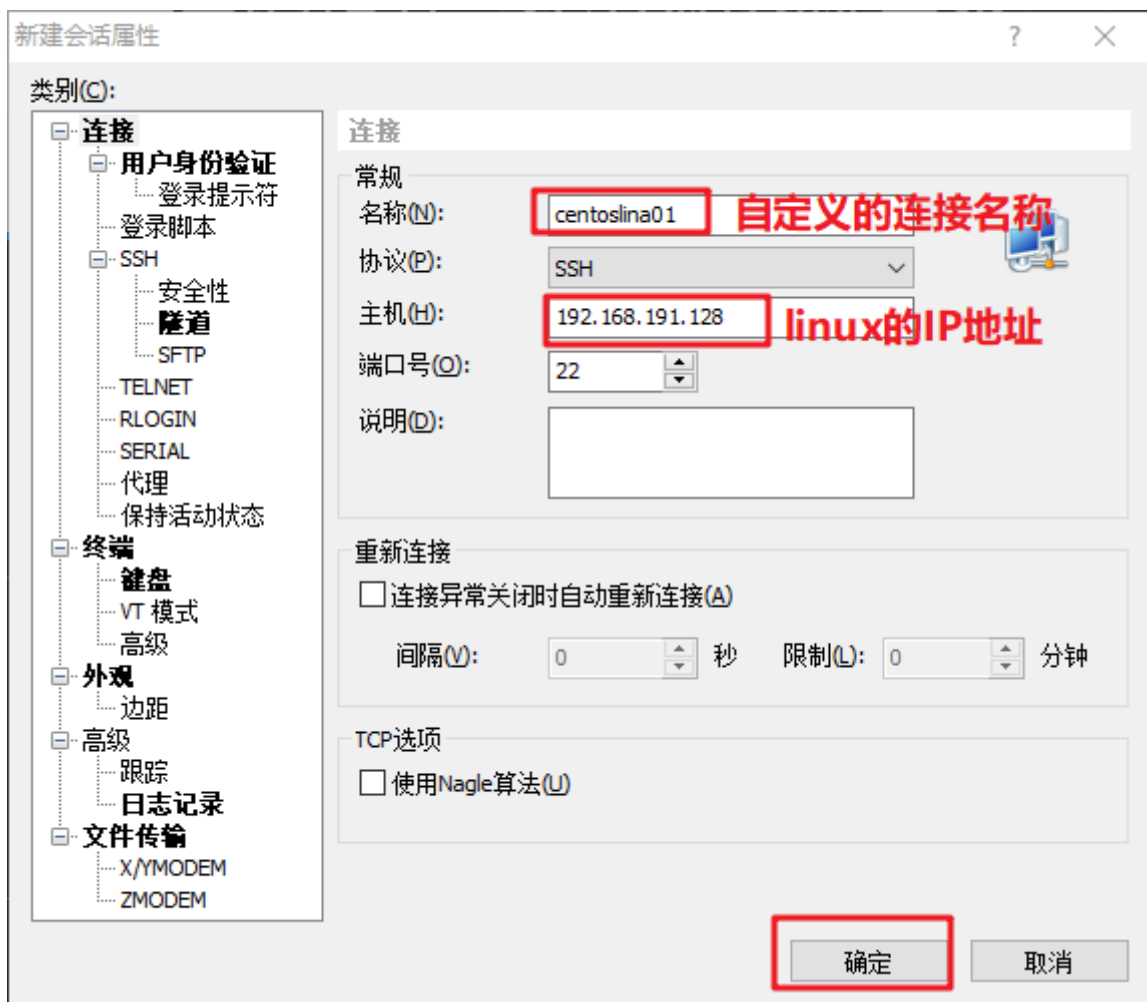 新建会话属性
?
类别(C):
连接
用户身份验证
登录提示符
登录脚本
SSH
安全性
隧道
SFTP
TELNET
RLOGIN
SERIAL
代理
保持活动状态
终端
键盘
VT 模式
高级
外观
边距
高级
跟踪
日志记录
文件传输
X/YMODEM
ZMODEM
连接
常规
名称(N): centoslina01 自定义的连接名称
协议(P): SSH
主机(H): 192.168.191.128 linux的IP地址
端口号(O): 22
说明(D):
重新连接
连接异常关闭时自动重新连接(A)
间隔(V): 0 秒 限制(L): 0 分钟
TCP选项
使用Nagle算法(U)
确定 取消